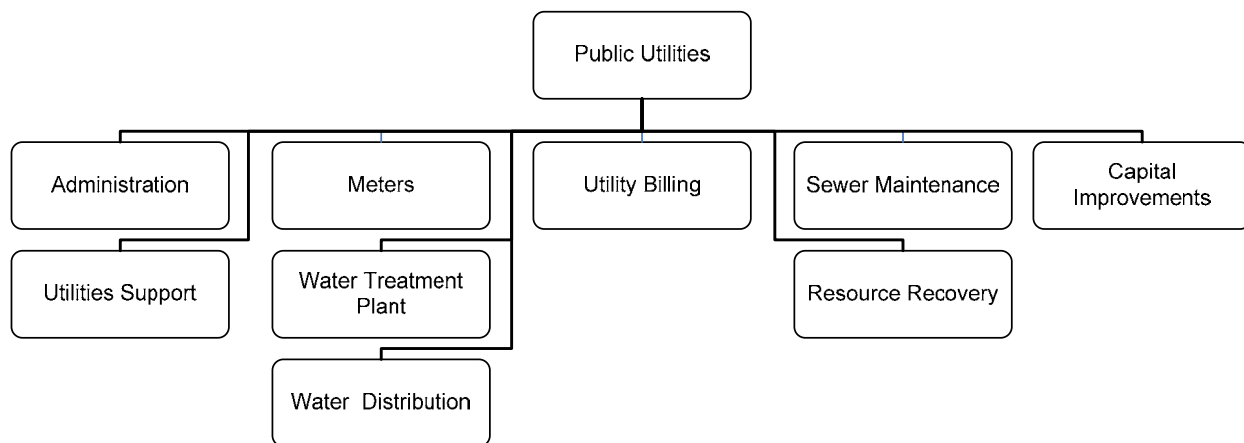 Public Utilities
Administration
Meters
Utility Billing
Sewer Maintenance
Capital
Improvements
Utilities Support
Water Treatment
Plant
Resource Recovery
Water  Distribution